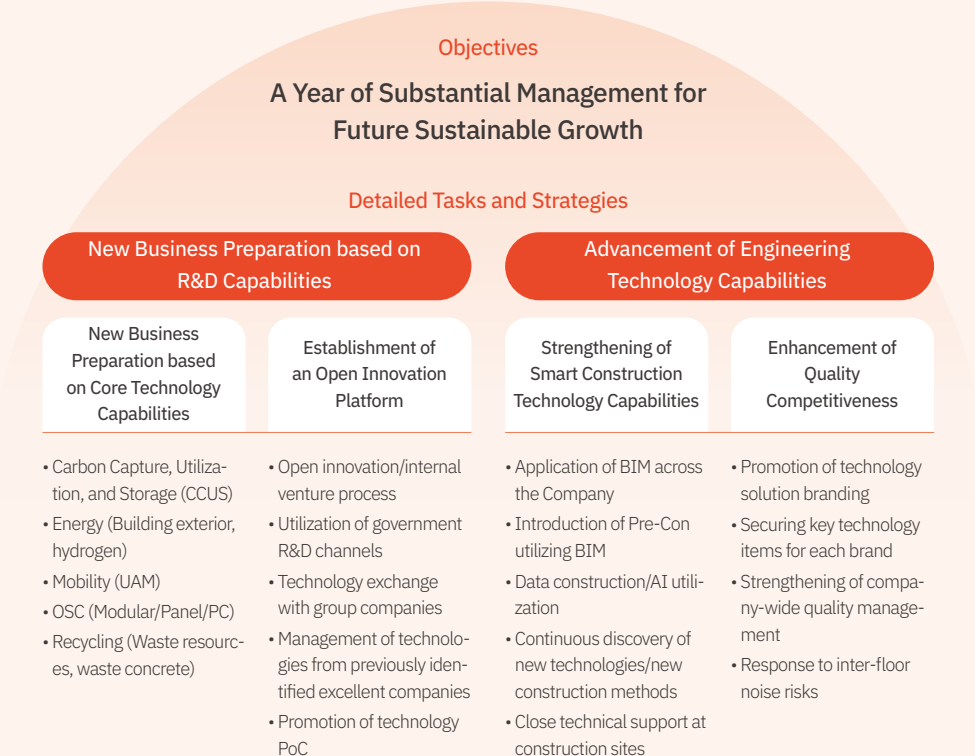 Objectives
A Year of Substantial Management for
Future Sustainable Growth
Detailed Tasks and Strategies
New Business Preparation based on
R&D Capabilities
New Business
Preparation based
on Core Technology
Capabilities
• Carbon Capture, Utiliza-
tion, and Storage (CCUS)
• Energy (Building exterior,
hydrogen)
• Mobility (UAM)
• OSC (Modular/Panel/PC)
• Recycling (Waste resourc-
es, waste concrete)
Establishment of
an Open Innovation
Platform
• Open innovation/internal
venture process
• Utilization of government
R&D channels
• Technology exchange
with group companies
• Management of technolo-
gies from previously iden-
tified excellent companies
• Promotion of technology
PoC
Advancement of Engineering
Technology Capabilities
Strengthening of
Smart Construction
Technology Capabilities
• Application of BIM across
the Company
• Introduction of Pre-Con
utilizing BIM
• Data construction/AI utili-
zation
• Continuous discovery of
new technologies/new
construction methods
• Close technical support at
construction sites
Enhancement of
Quality
Competitiveness
• Promotion of technology
solution branding
• Securing key technology
items for each brand
• Strengthening of compa-
ny-wide quality manage-
ment
• Response to inter-floor
noise risks